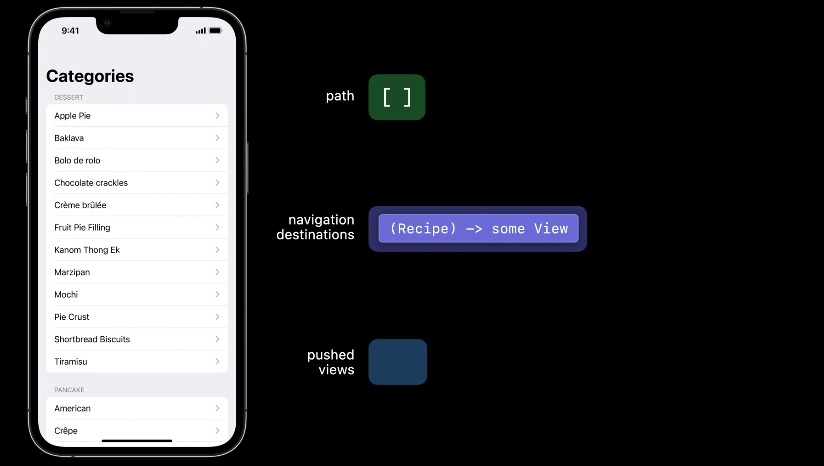 9:41
Categories
DESSERT
Apple Pie
Baklava
Bolo de rolo
Chocolate crackles
Crème brûlée
Fruit Pie Filling
Kanom Thong Ek
Marzipan
Mochi
Pie Crust
Shortbread Biscuits
Tiramisu
PANCAKE
American
Crêpe
path
[ ]
navigation
destinations
(Recipe) -> some View
pushed
views